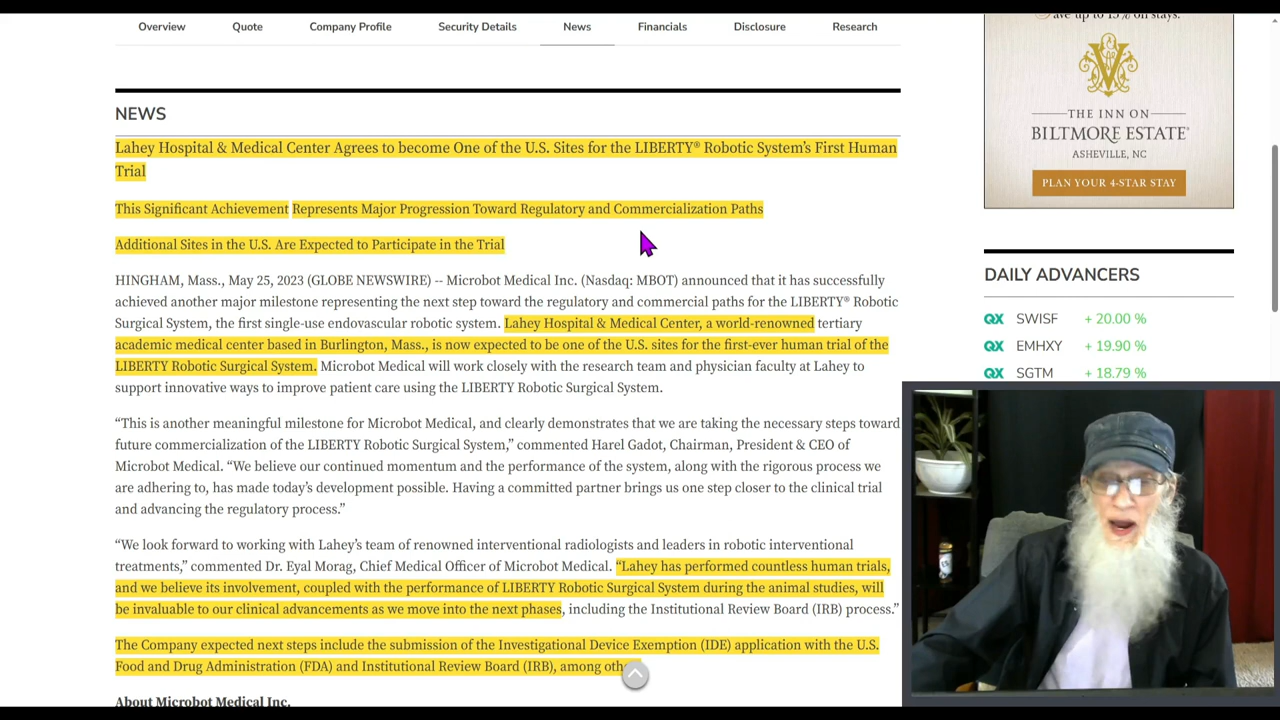 Overview Quote Company Profile Security Details News Financials Disclosure Research
NEWS
Lahey Hospital & Medical Center Agrees to become One of the U.S. Sites for the LIBERTY® Robotic System's First Human
Trial
This Significant Achievement Represents Major Progression Toward Regulatory and Commercialization Paths
Additional Sites in the U.S. Are Expected to Participate in the Trial
HINGHAM, Mass., May 25, 2023 (GLOBE NEWSWIRE) -- Microbot Medical Inc. (Nasdaq: MBOT) announced that it has successfully
achieved another major milestone representing the next step toward the regulatory and commercial paths for the LIBERTY® Robotic
Surgical System, the first single-use endovascular robotic system. Lahey Hospital & Medical Center, a world-renowned tertiary
academic medical center based in Burlington, Mass., is now expected to be one of the U.S. sites for the first-ever human trial of the
LIBERTY Robotic Surgical System. Microbot Medical will work closely with the research team and physician faculty at Lahey to
support innovative ways to improve patient care using the LIBERTY Robotic Surgical System.
“This is another meaningful milestone for Microbot Medical, and clearly demonstrates that we are taking the necessary steps toward
future commercialization of the LIBERTY Robotic Surgical System,” commented Harel Gadot, Chairman, President & CEO of
Microbot Medical. “We believe our continued momentum and the performance of the system, along with the rigorous process we
are adhering to, has made today’s development possible. Having a committed partner brings us one step closer to the clinical trial
and advancing the regulatory process.”
“We look forward to working with Lahey’s team of renowned interventional radiologists and leaders in robotic interventional
treatments,” commented Dr. Eyal Morag, Chief Medical Officer of Microbot Medical. “Lahey has performed countless human trials,
and we believe its involvement, coupled with the performance of LIBERTY Robotic Surgical System during the animal studies, will
be invaluable to our clinical advancements as we move into the next phases, including the Institutional Review Board (IRB) process.”
The Company expected next steps include the submission of the Investigational Device Exemption (IDE) application with the U.S.
Food and Drug Administration (FDA) and Institutional Review Board (IRB), among
About Microbot Medical Inc.
up to 15% on stays.
THE INN ON
BILTMORE ESTATE®
ASHEVILLE, NC
PLAN YOUR 4-STAR STAY
DAILY ADVANCERS
QX SWISF + 20.00 %
QX EMHXY + 19.90 %
QX SGTM + 18.79 %